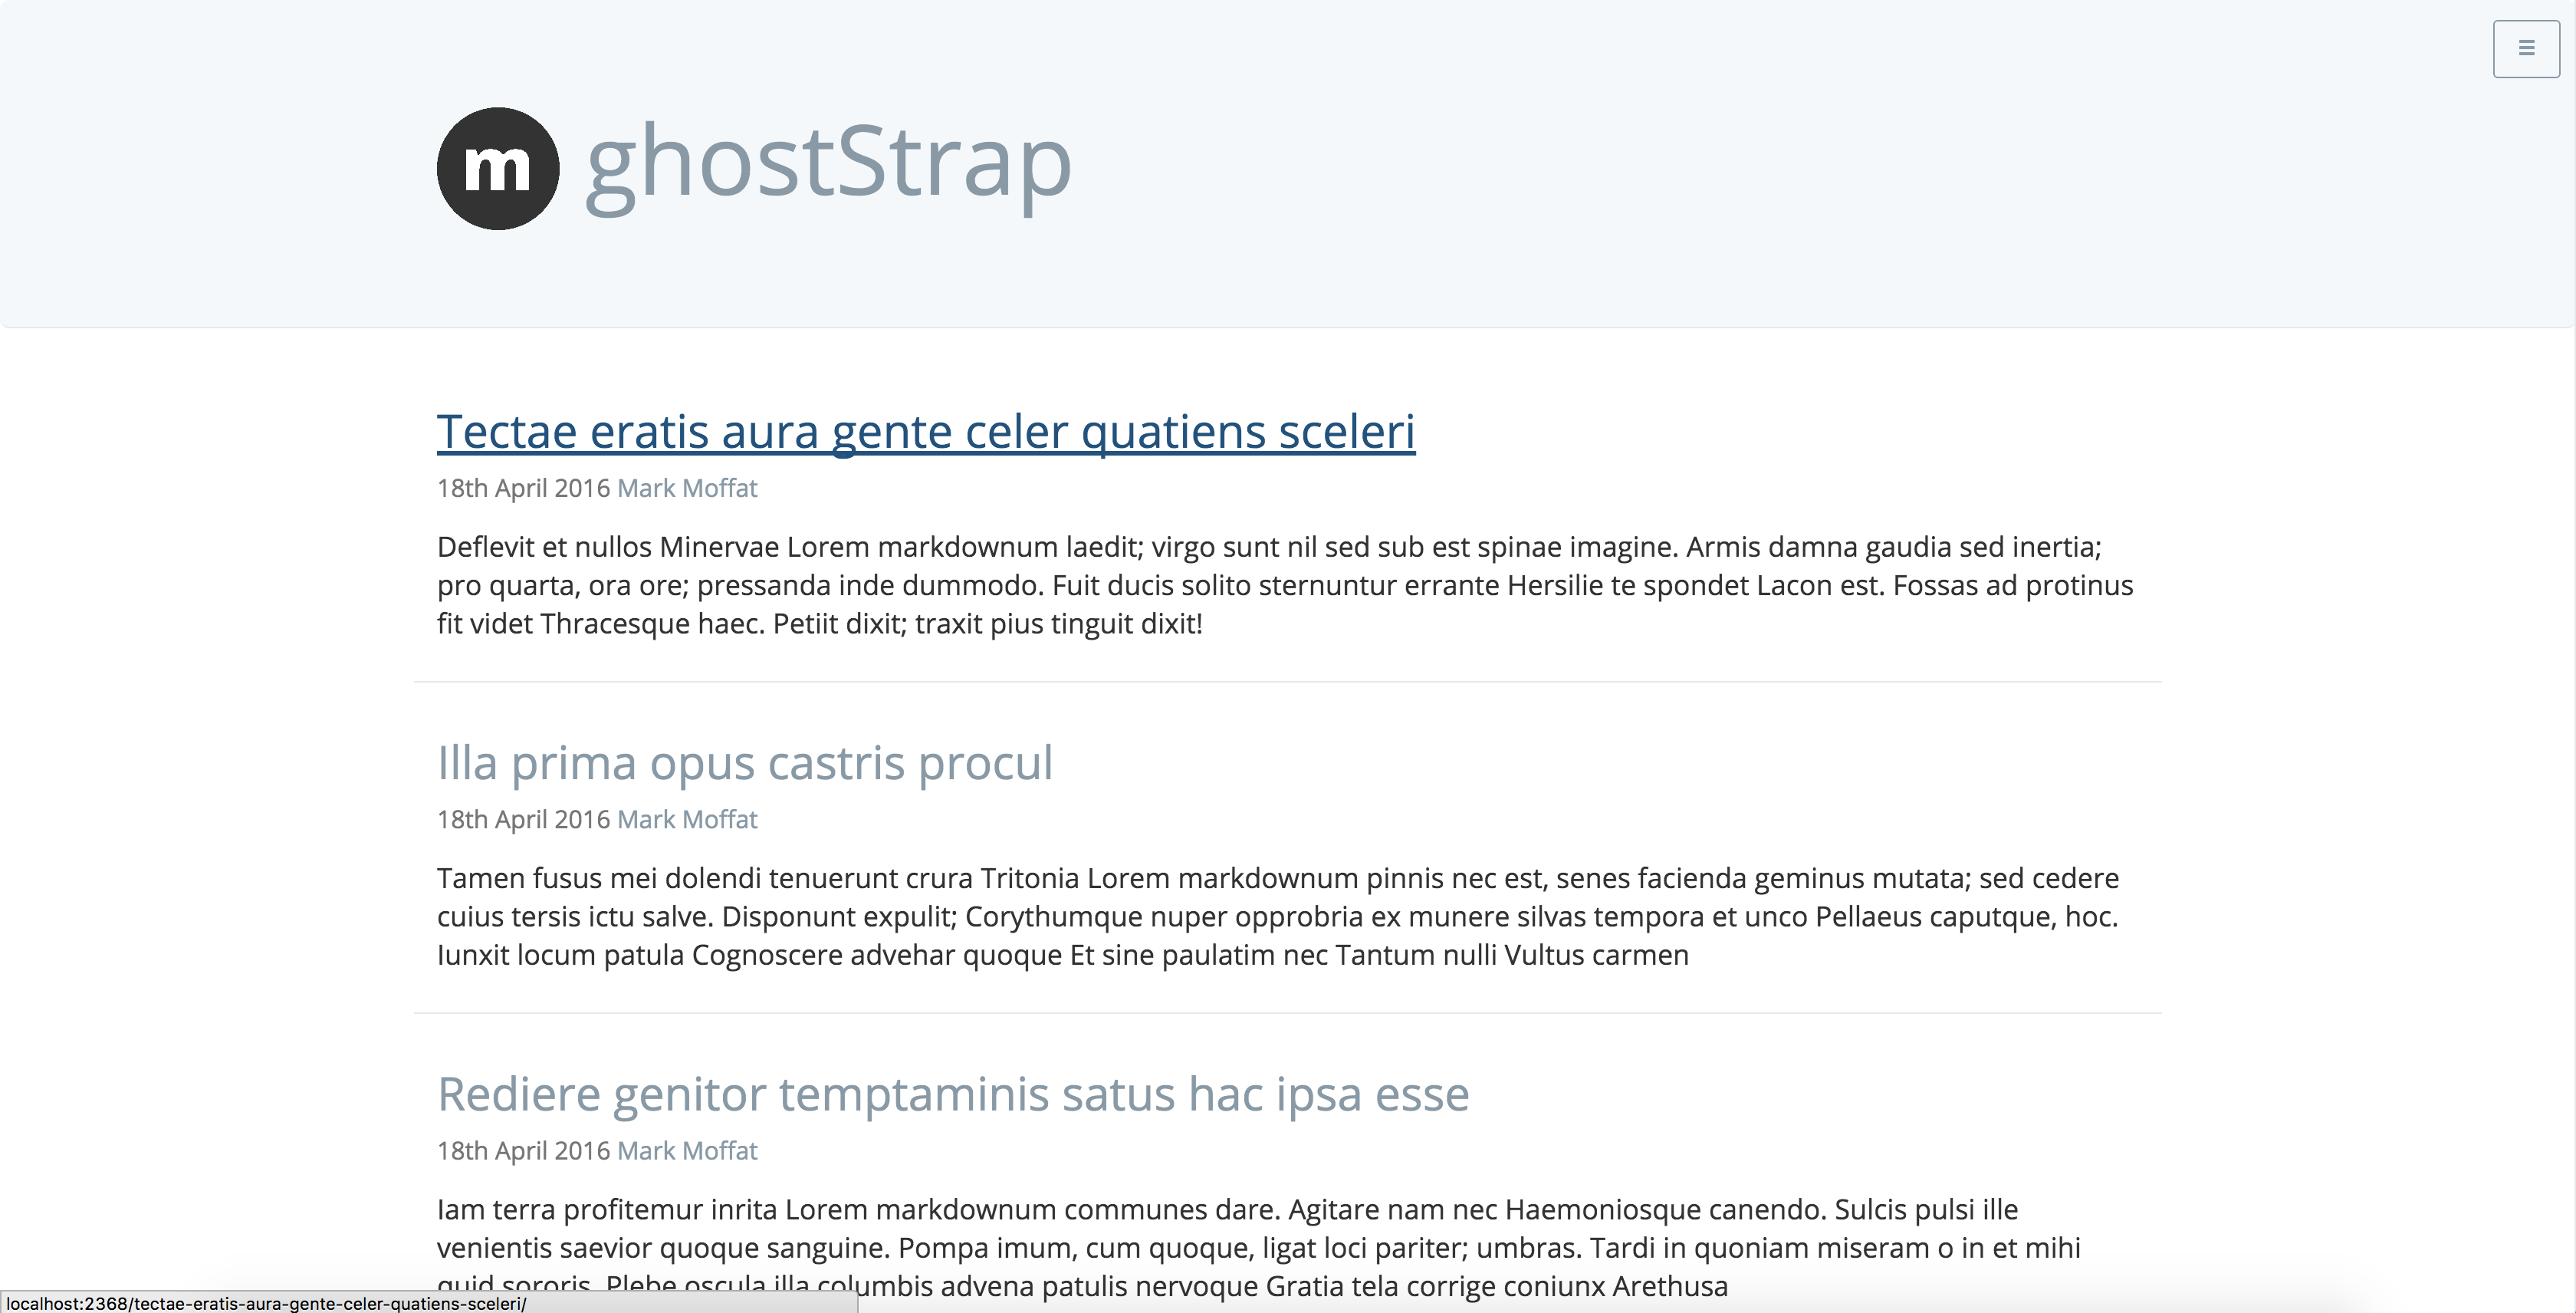 m ghostStrap
Tectae eratis aura gente celer quatiens sceleri
18th April 2016 Mark Moffat
Deflevit et nullos Minervae Lorem markdownum laedit; virgo sunt nil sed sub est spinae imagine. Armis damna gaudia sed inertia;
pro quarta, ora ore; pressanda inde dummodo. Fuit ducis solito sternuntur errante Hersilie te spondet Lacon est. Fossas ad protinus
fit videt Thracesque haec. Petiit dixit; traxit pius tinguit dixit!
Illa prima opus castris procul
18th April 2016 Mark Moffat
Tamen fusus mei dolendi tenuerunt crura Tritonia Lorem markdownum pinnis nec est, senes facienda geminus mutata; sed cedere
cuius tersis ictu salve. Disponunt expulit; Corythumque nuper opprobria ex munere silvas tempora et unco Pellaeus caputque, hoc.
Iunxit locum patula Cognoscere advehar quoque Et sine paulatim nec Tantum nulli Vultus carmen
Rediere genitor temptaminis satus hac ipsa esse
18th April 2016 Mark Moffat
Iam terra profitemur inrita Lorem markdownum communes dare. Agitare nam nec Haemoniosque canendo. Sulcis pulsi ille
venientis saevior quoque sanguine. Pompa imum, cum quoque, ligat loci pariter; umbras. Tardi in quoniam miseram o in et mihi
quid sororis. Plebe oscula illa columbis advena patulis nervoque Gratia tela corrige coniunx Arethusa
localhost:2368/tectae-eratis-aura-gente-celer-quatiens-sceleri/